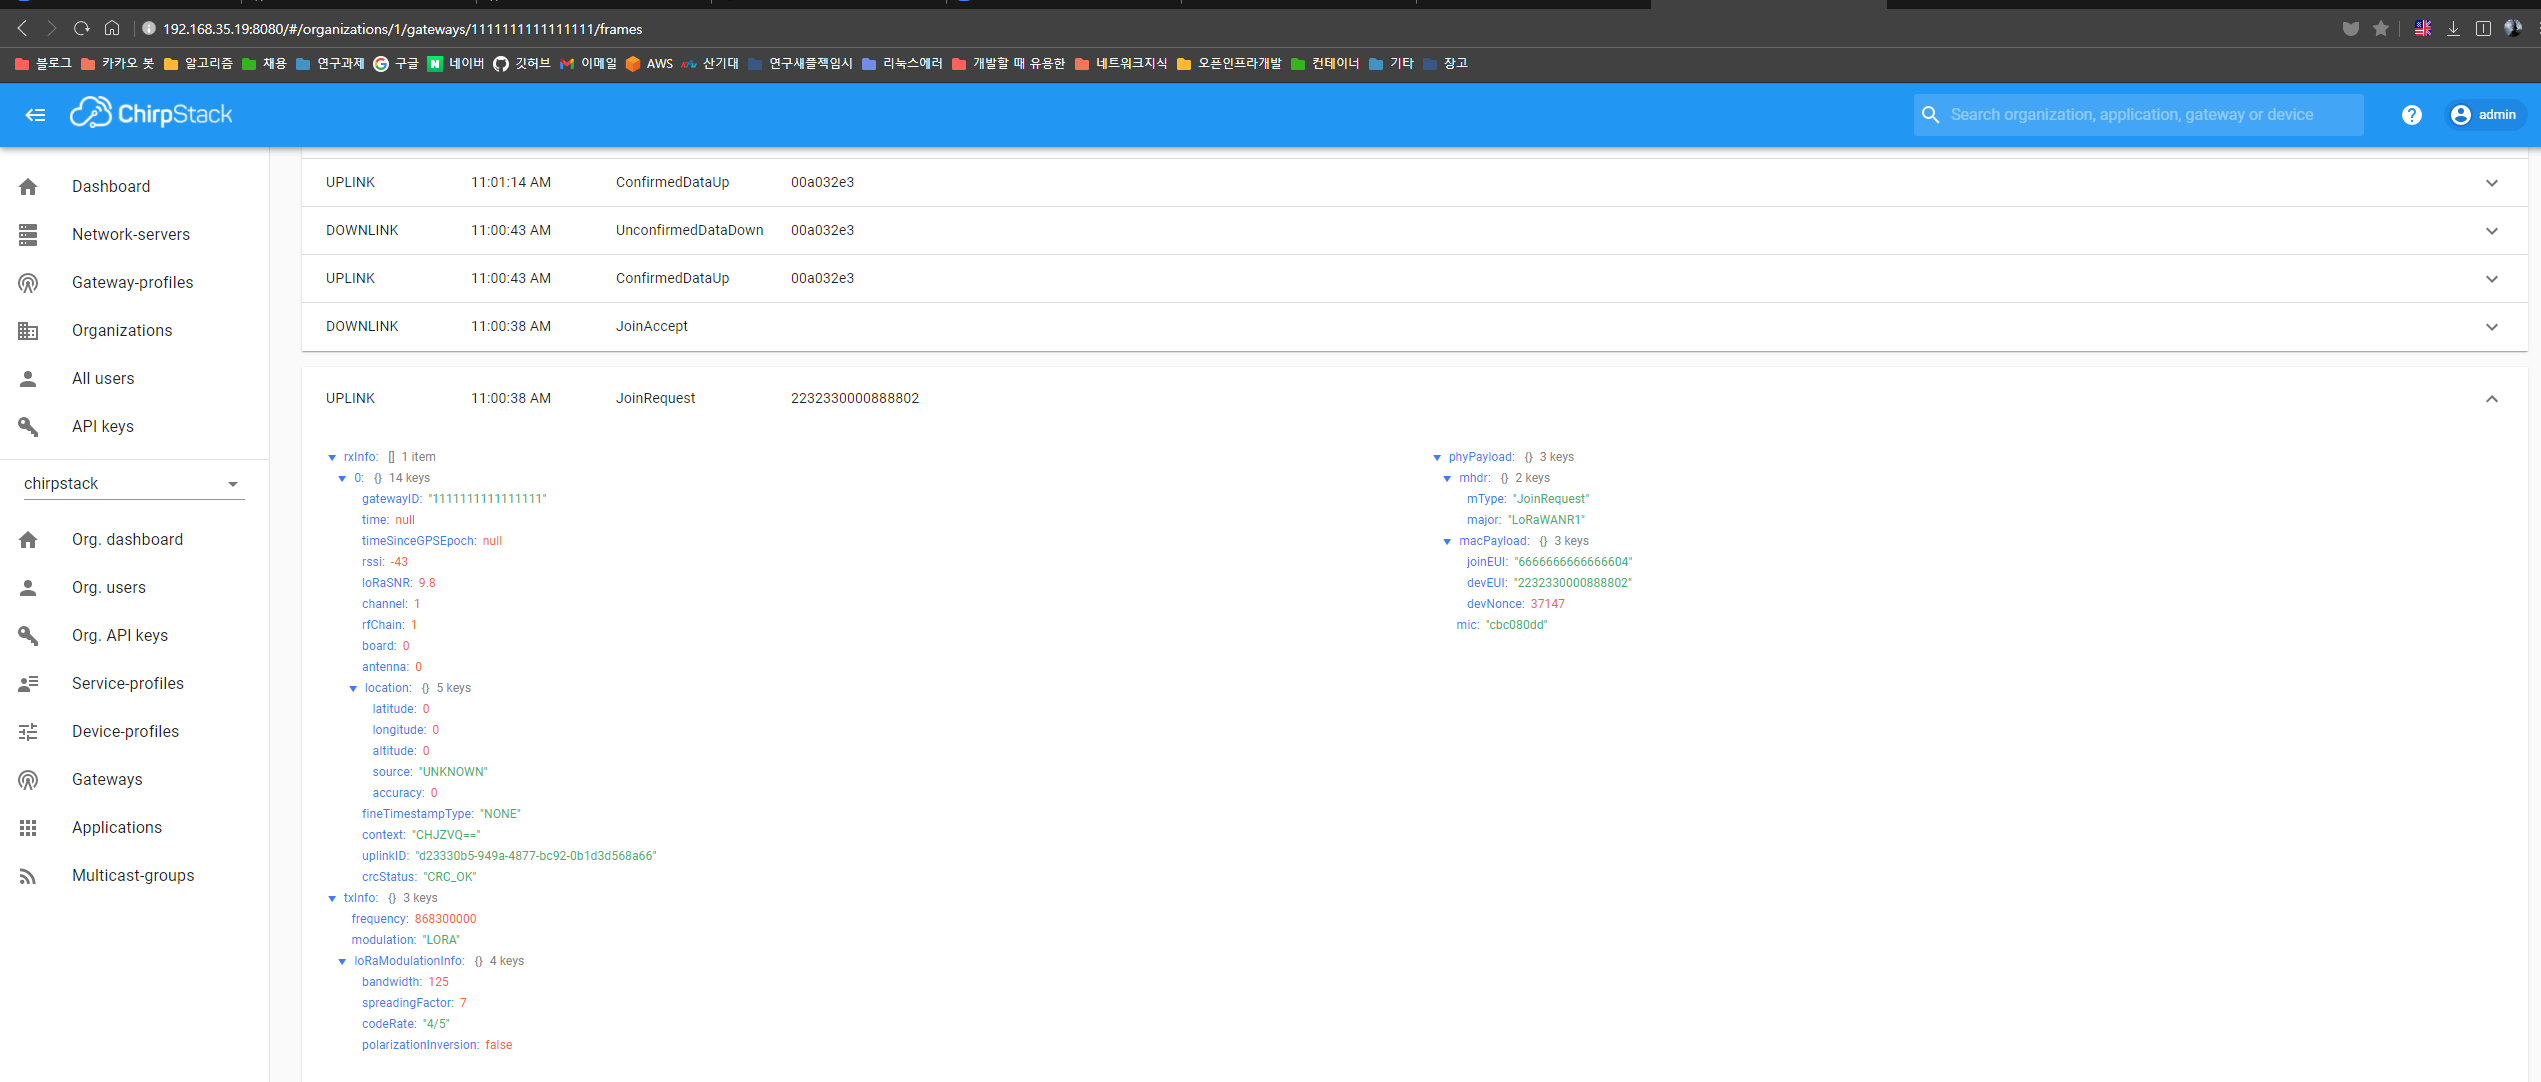 192.168.35.19:8080/#/organizations/1/gateways/1111111111111111/frames
블로그 카카오 봇 알고리즘 채용 연구과제 구글 네이버 깃허브 이메일 AWS 산기대 연구새플젝임시 리눅스에러 개발할 때 유용한 네트워크지식 오픈인프라개발 컨테이너 기타 장고
ChirpStack
Search organization, application, gateway or device
? admin
Dashboard
Network-servers
Gateway-profiles
Organizations
All users
API keys
chirpstack
Org. dashboard
Org. users
Org. API keys
Service-profiles
Device-profiles
Gateways
Applications
Multicast-groups
UPLINK 11:01:14 AM ConfirmedDataUp 00a032e3
DOWNLINK 11:00:43 AM UnconfirmedDataDown 00a032e3
UPLINK 11:00:43 AM ConfirmedDataUp 00a032e3
DOWNLINK 11:00:38 AM JoinAccept
UPLINK 11:00:38 AM JoinRequest 2232330000888802
rxInfo: [] 1 item
0: {} 14 keys
gatewayID: "1111111111111111"
time: null
timeSinceGPSEpoch: null
rssi: -43
loRaSNR: 9.8
channel: 1
rfChain: 1
board: 0
antenna: 0
location: {} 5 keys
latitude: 0
longitude: 0
altitude: 0
source: "UNKNOWN"
accuracy: 0
fineTimestampType: "NONE"
context: "CHJZVQ=="
uplinkID: "d23330b5-949a-4877-bc92-0b1d3d568a66"
crcStatus: "CRC_OK"
txInfo: {} 3 keys
frequency: 868300000
modulation: "LORA"
loRaModulationInfo: {} 4 keys
bandwidth: 125
spreadingFactor: 7
codeRate: "4/5"
polarizationInversion: false
phyPayload: {} 3 keys
mhdr: {} 2 keys
mType: "JoinRequest"
major: "LoRaWANR1"
macPayload: {} 3 keys
joinEUI: "6666666666666604"
devEUI: "2232330000888802"
devNonce: 37147
mic: "cbc080dd"